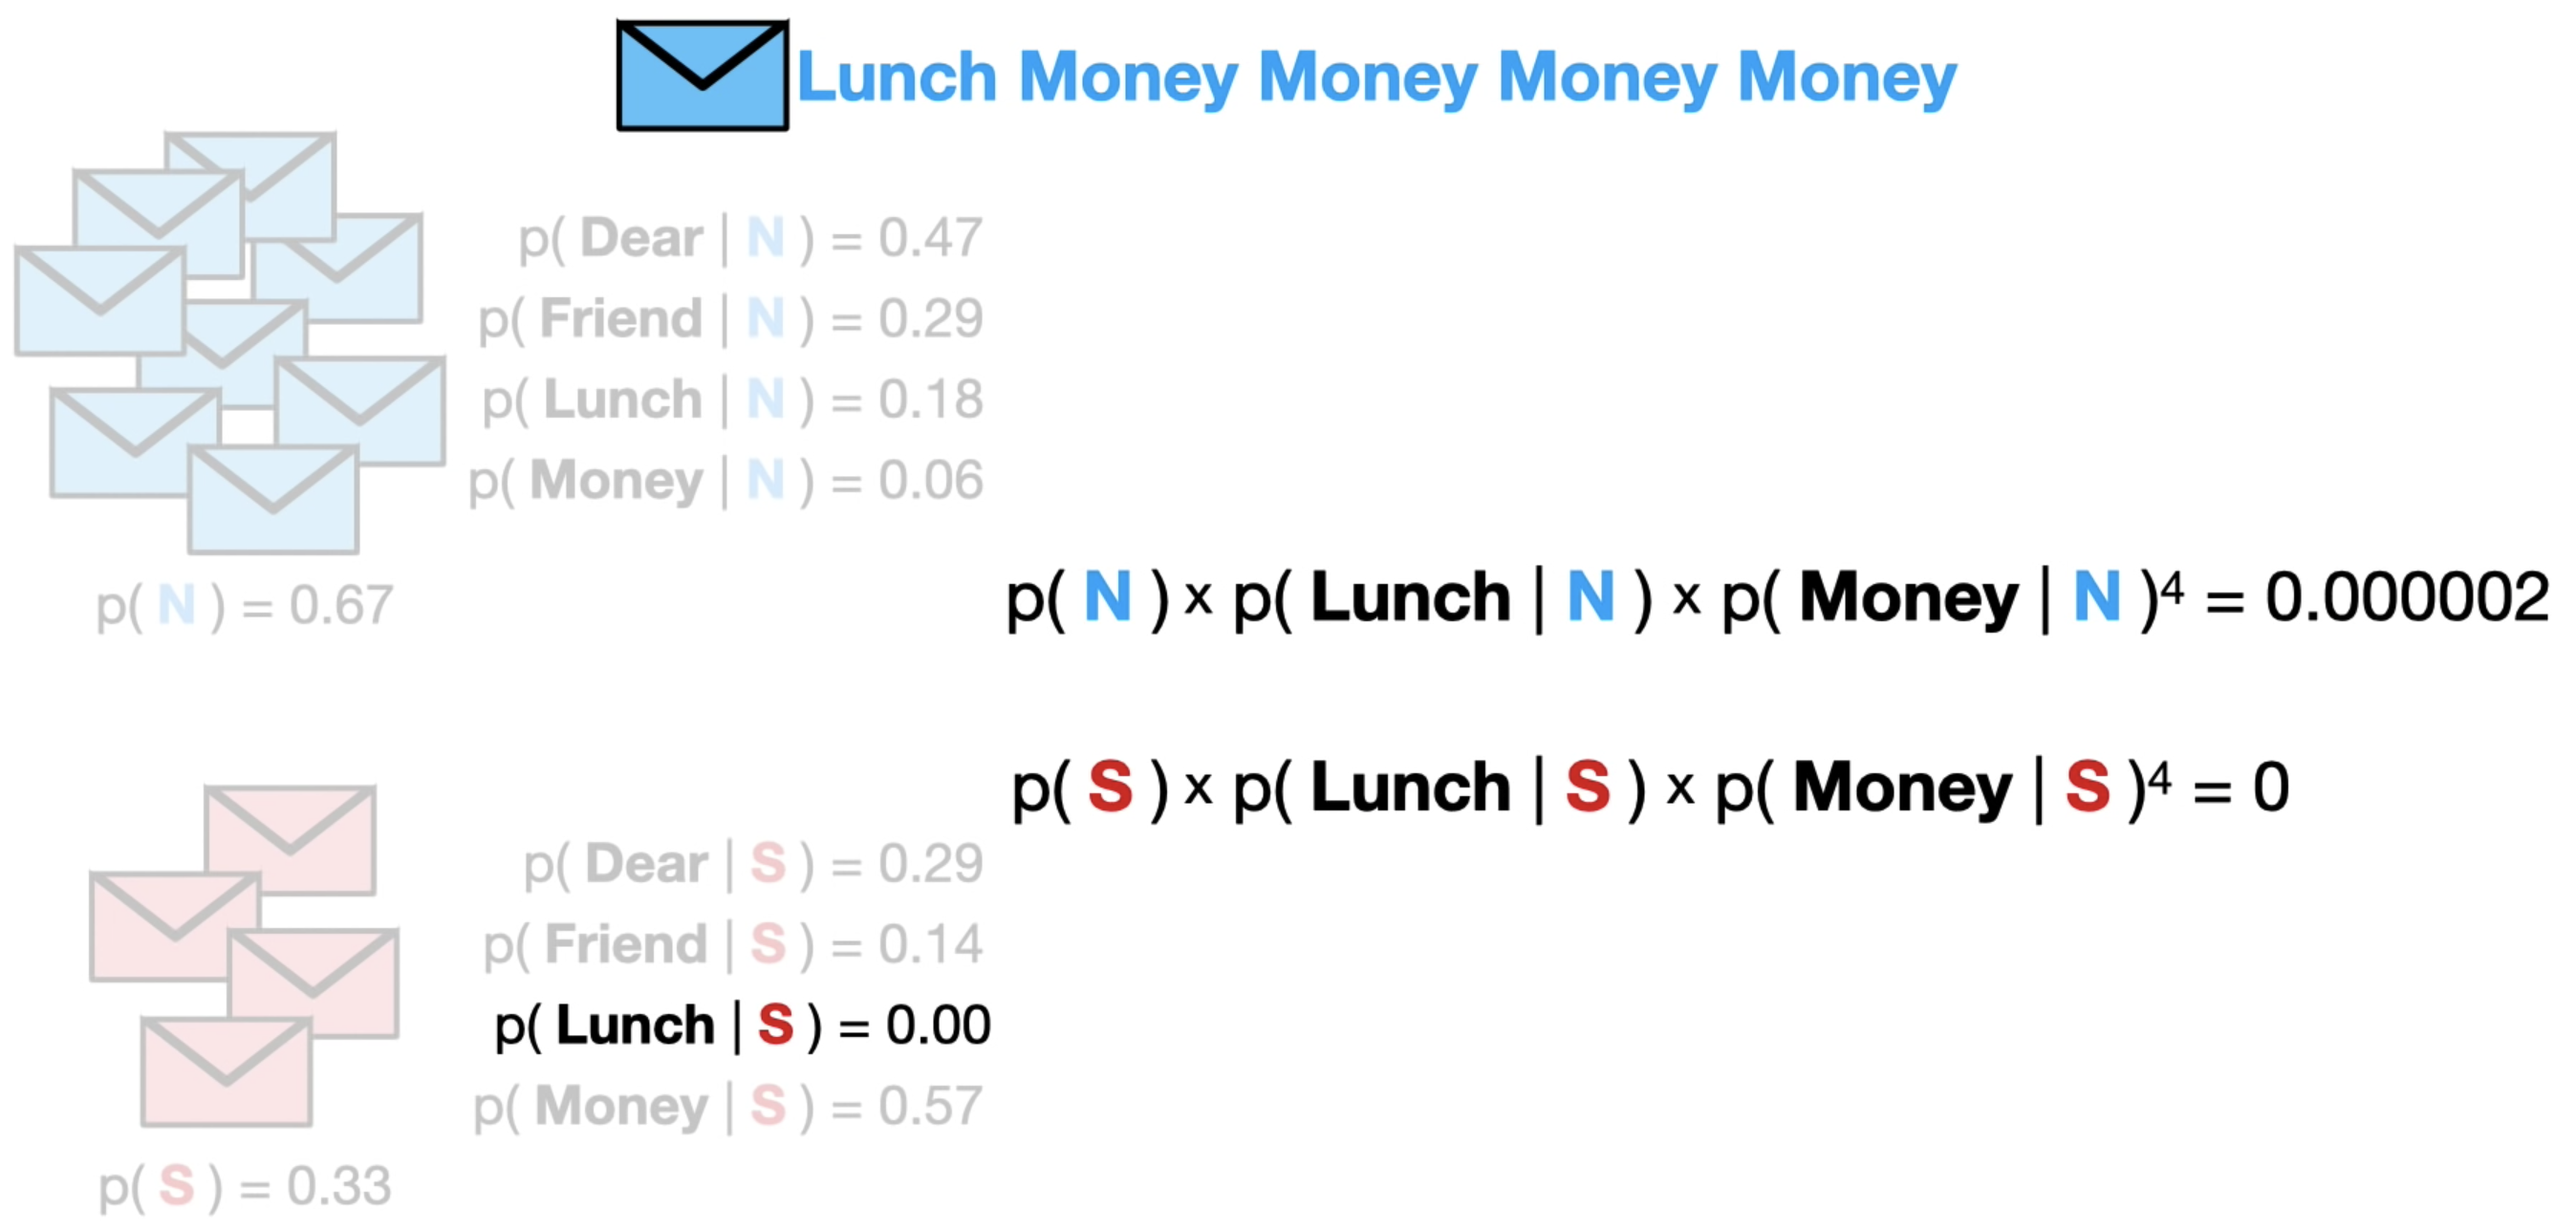 Lunch Money Money Money Money
p( Dear | N ) = 0.47
p( Friend | N ) = 0.29
p( Lunch | N ) = 0.18
p( Money | N ) = 0.06
p( N ) = 0.67
p( N ) x p( Lunch | N ) x p( Money | N )⁴ = 0.000002
p( S ) x p( Lunch | S ) x p( Money | S )⁴ = 0
p( Dear | S ) = 0.29
p( Friend | S ) = 0.14
p( Lunch | S ) = 0.00
p( Money | S ) = 0.57
p( S ) = 0.33